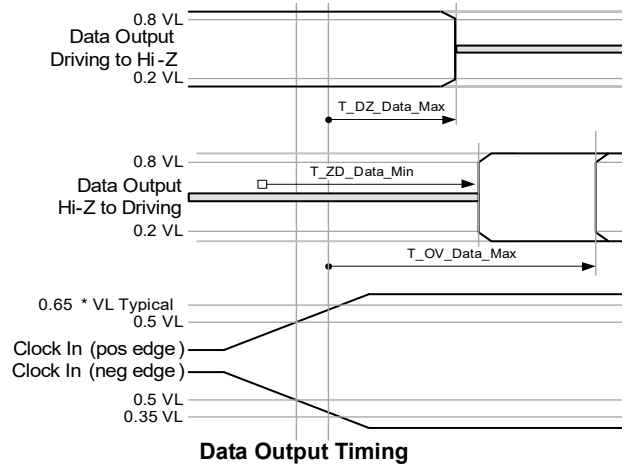 0.8 VL
Data Output
Driving to Hi-Z
0.2 VL
T_DZ_Data_Max
0.8 VL
T_ZD_Data_Min
Data Output
Hi-Z to Driving
0.2 VL
T_OV_Data_Max
0.65 * VL Typical
0.5 VL
Clock In (pos edge)
Clock In (neg edge)
0.5 VL
0.35 VL
Data Output Timing